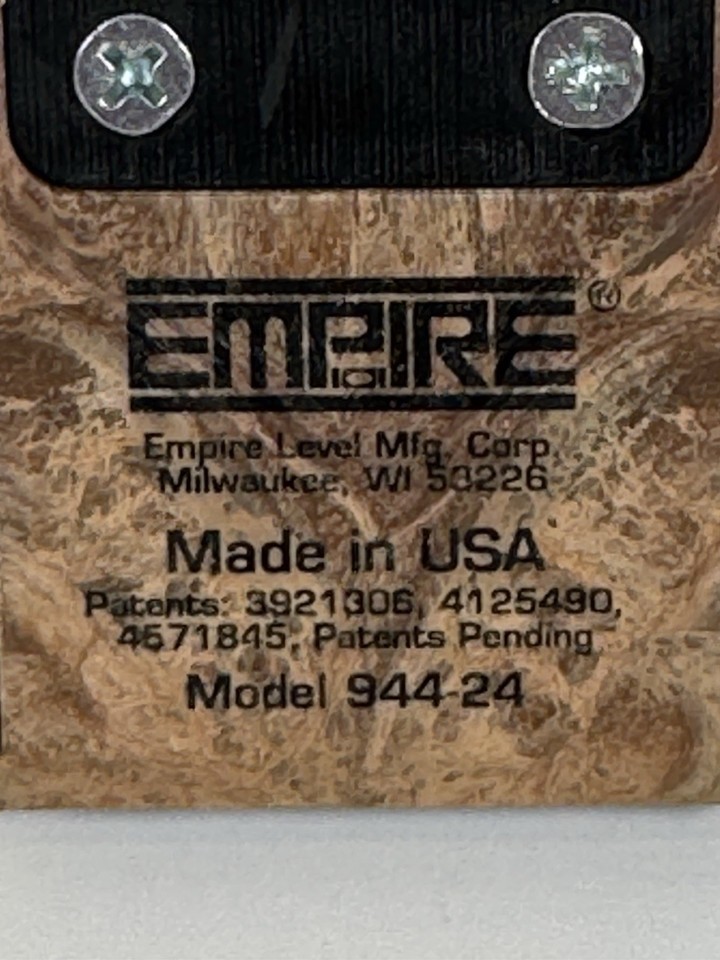 EMPIRE®
Empire Level Mfg. Corp.
Milwaukee, WI 53226
Made in USA
Patents: 3921306, 4125490,
4571845, Patents Pending
Model 944-24